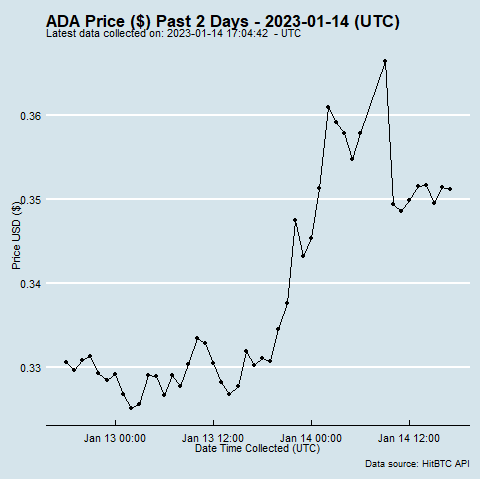 ADA Price ($) Past 2 Days - 2023-01-14 (UTC)
Latest data collected on: 2023-01-14 17:04:42 - UTC
0.36
0.35
0.34
0.33
Price USD ($)
Jan 13 00:00
Jan 13 12:00
Jan 14 00:00
Jan 14 12:00
Date Time Collected (UTC)
Data source: HitBTC API